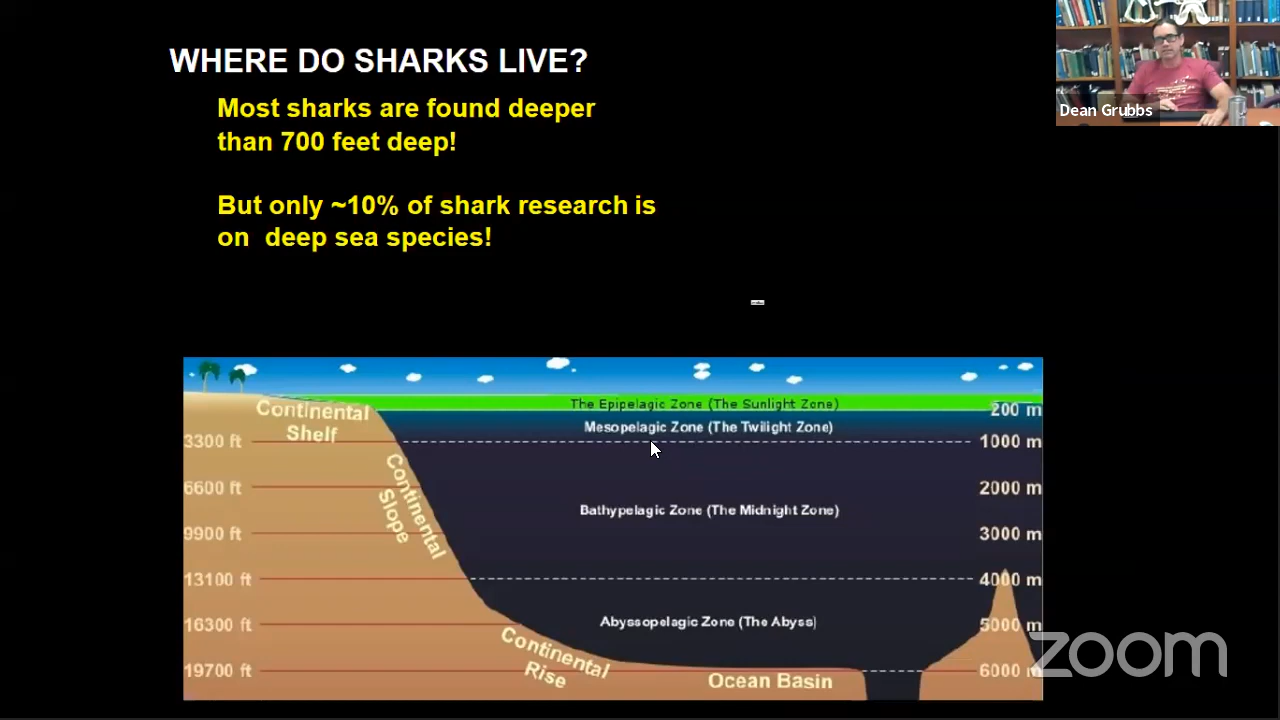 WHERE DO SHARKS LIVE?
Most sharks are found deeper
than 700 feet deep!
But only ~10% of shark research is
on deep sea species!
Dean Grubbs
The Epipelagic Zone (The Sunlight Zone)
200 m
Continental
Shelf
Mesopelagic Zone (The Twilight Zone)
3300 ft
1000 m
Continental
Slope
6600 ft
2000 m
Bathypelagic Zone (The Midnight Zone)
9900 ft
3000 m
13100 ft
4000 m
Abyssopelagic Zone (The Abyss)
16300 ft
5000 m
Continental
Rise
19700 ft
6000 m
Ocean Basin
zoom